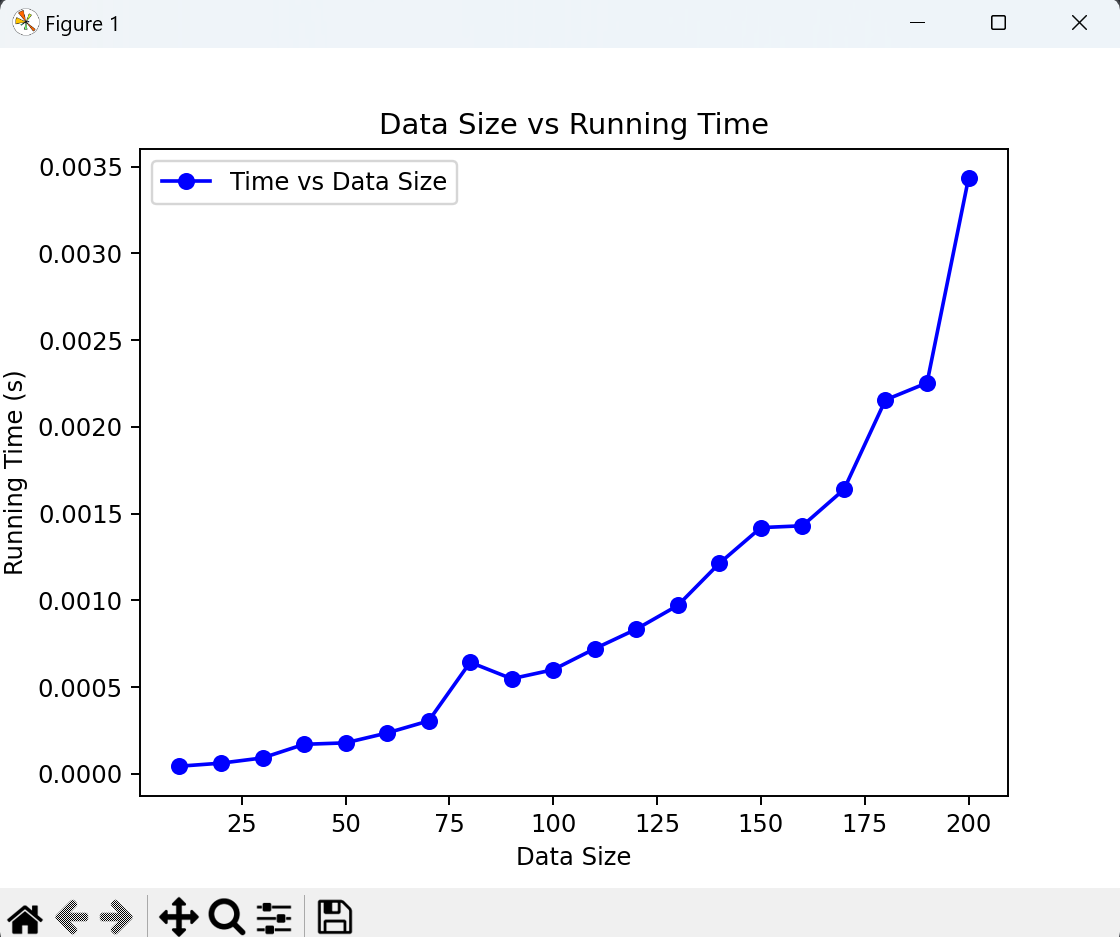 Figure 1
Data Size vs Running Time
Time vs Data Size
0.0035
0.0030
0.0025
0.0020
0.0015
0.0010
0.0005
0.0000
Running Time (s)
25 50 75 100 125 150 175 200
Data Size